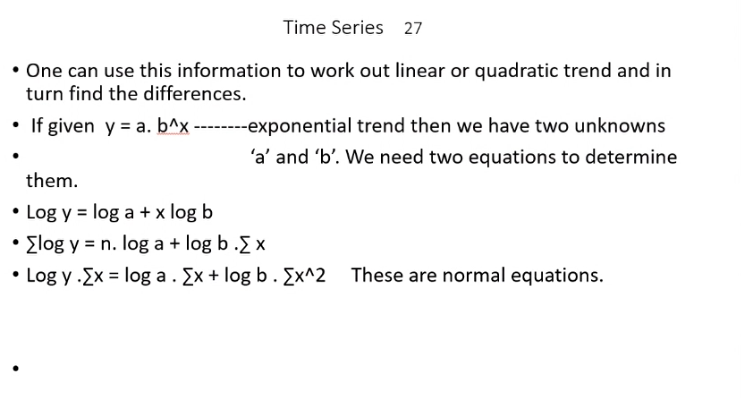 Time Series 27
• One can use this information to work out linear or quadratic trend and in
turn find the differences.
• If given y = a. b^x --------exponential trend then we have two unknowns
• 'a' and 'b'. We need two equations to determine
them.
• Log y = log a + x log b
• ∑log y = n. log a + log b .∑ x
• Log y .∑x = log a . ∑x + log b . ∑x^2 These are normal equations.
•